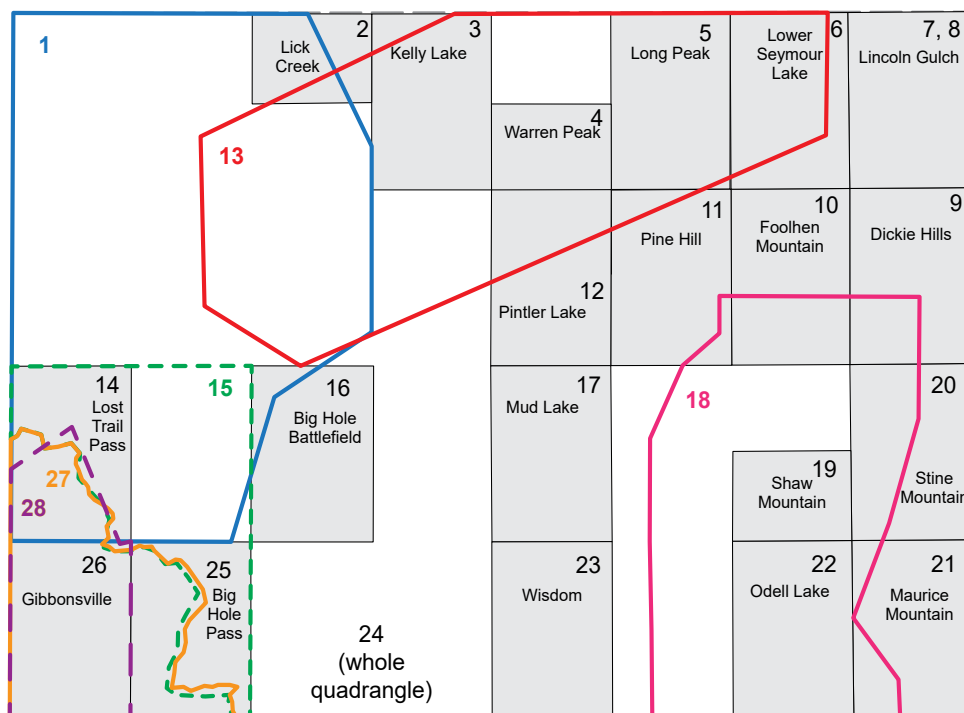 1
2
Lick
Creek
3
Kelly Lake
4
Warren Peak
5
Long Peak
6
Lower
Seymour
Lake
7, 8
Lincoln Gulch
13
11
Pine Hill
10
Foolhen
Mountain
9
Dickie Hills
12
Pintler Lake
14
Lost
Trail
Pass
15
16
Big Hole
Battlefield
17
Mud Lake
18
19
Shaw
Mountain
20
Stine
Mountain
27
28
26
Gibbonsville
25
Big
Hole
Pass
24
(whole
quadrangle)
23
Wisdom
22
Odell Lake
21
Maurice
Mountain